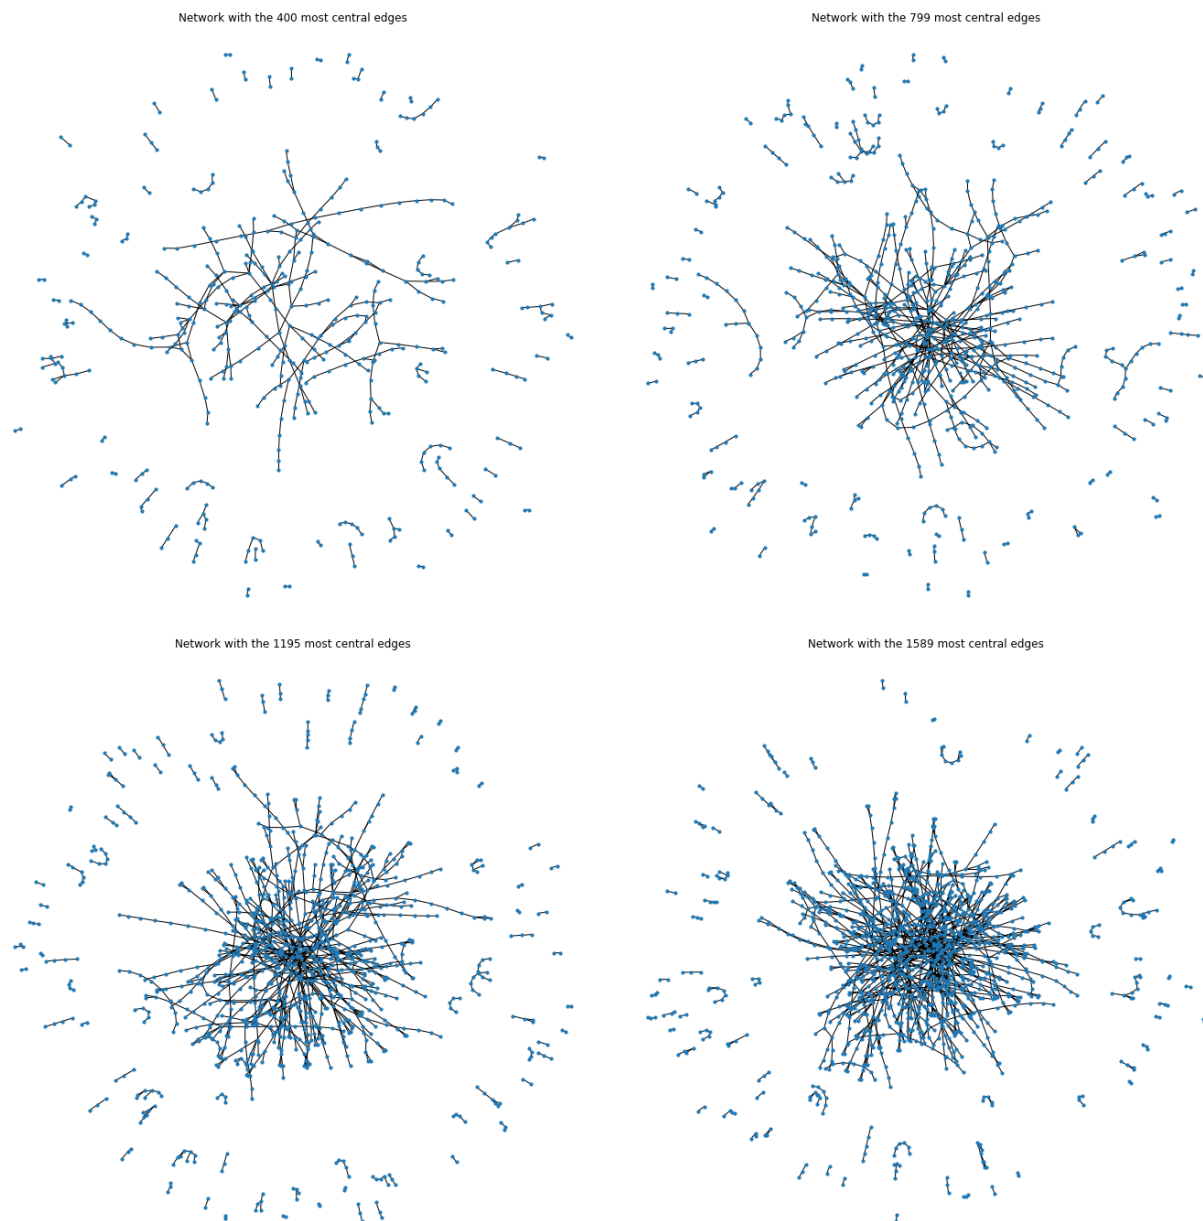 Network with the 400 most central edges
Network with the 799 most central edges
Network with the 1195 most central edges
Network with the 1589 most central edges